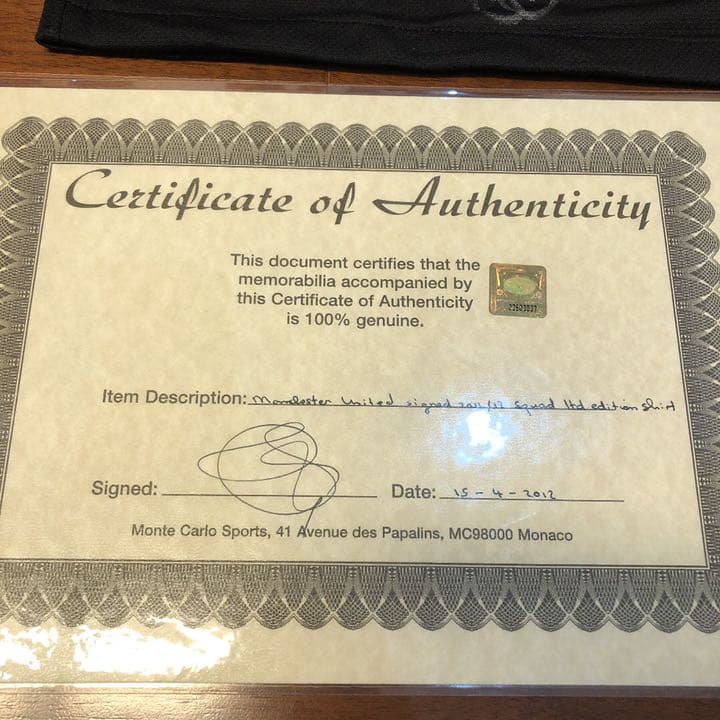 Certificate of Authenticity
This document certifies that the
memorabilia accompanied by
this Certificate of Authenticity
is 100% genuine.
Item Description: Manchester United signed 2011/12 Squad ltd edition shirt
Signed: Date: 15-4-2012
Monte Carlo Sports, 41 Avenue des Papalins, MC98000 Monaco